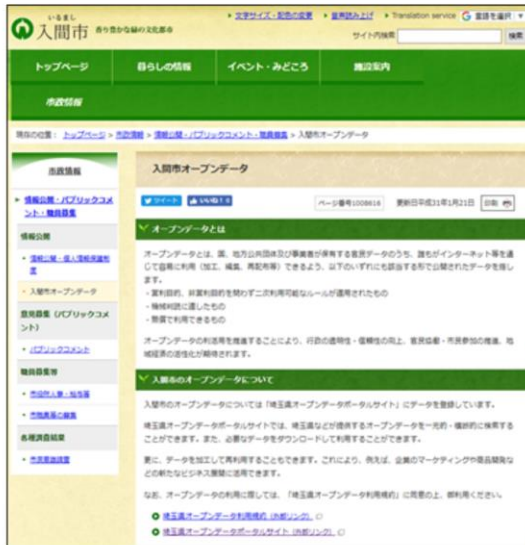 いるまし
入間市 香り豊かな緑の文化都市
文字サイズ・配色の変更 音声読み上げ Translation service G 言語を選択 ▼
サイト内検索 検索
トップページ 暮らしの情報 イベント・みどころ 施設案内
市政情報
現在の位置： トップページ > 市政情報 > 情報公開・パブリックコメント・職員募集 > 入間市オープンデータ
市政情報
情報公開・パブリックコメ
ント・職員募集
情報公開
情報公開・個人情報保護制
度
入間市オープンデータ
意見募集（パブリックコメ
ント）
パブリックコメント
職員募集等
市役所人事・給与等
市職員等の募集
各種調査結果
市民意識調査
入間市オープンデータ
ツイート いいね！0 ページ番号1008616 更新日平成31年1月21日 印刷
オープンデータとは
オープンデータとは、国、地方公共団体及び事業者が保有する官民データのうち、誰もがインターネット等を通
じて容易に利用（加工、編集、再配布等）できるよう、以下のいずれにも該当する形で公開されたデータを指し
ます。
・営利目的、非営利目的を問わず二次利用可能なルールが適用されたもの
・機械判読に適したもの
・無償で利用できるもの
オープンデータの利活用を推進することにより、行政の透明性・信頼性の向上、官民協働・市民参加の推進、地
域経済の活性化が期待されます。
入間市のオープンデータについて
入間市のオープンデータについては「埼玉県オープンデータポータルサイト」にデータを登録しています。
埼玉県オープンデータポータルサイトでは、埼玉県などが提供するオープンデータを一元的・横断的に検索する
ことができます。また、必要なデータをダウンロードして利用することができます。
更に、データを加工して再利用することもできます。これにより、例えば、企業のマーケティングや商品開発な
どの新たなビジネス展開に活用できます。
なお、オープンデータの利用に際しては、「埼玉県オープンデータ利用規約」に同意の上、御利用ください。
埼玉県オープンデータ利用規約（外部リンク）
埼玉県オープンデータポータルサイト（外部リンク）